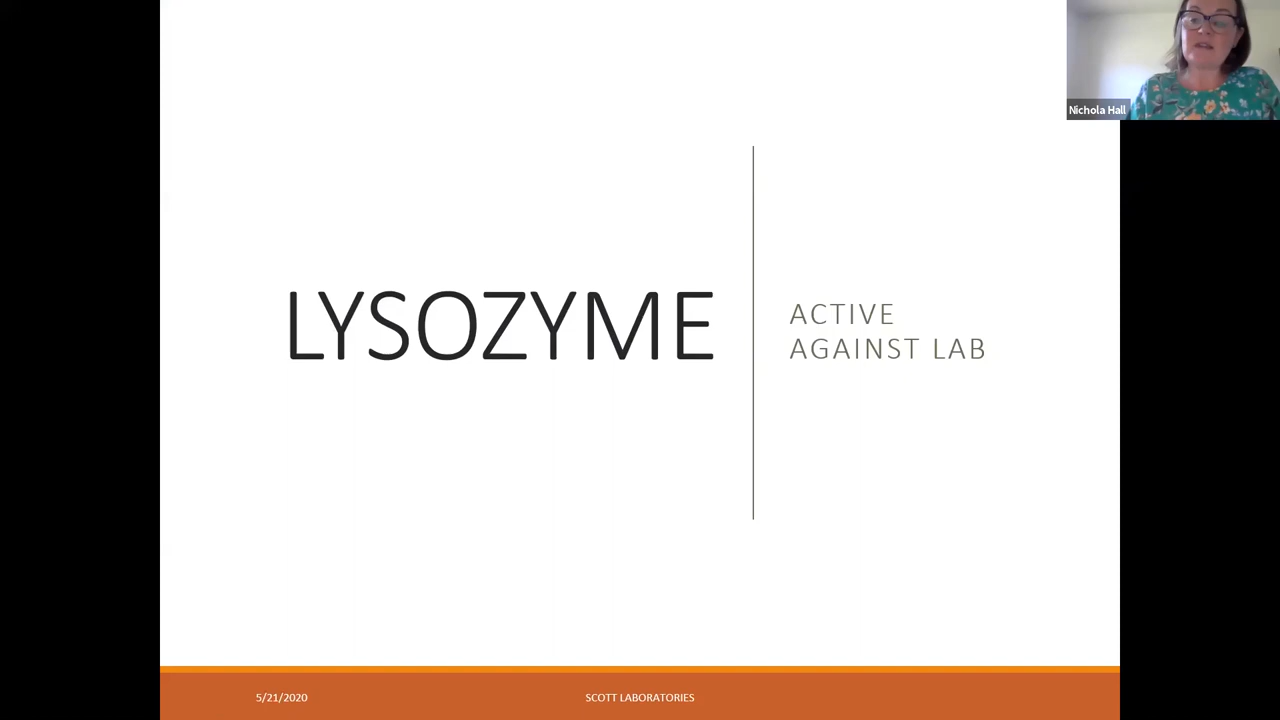 Nichola Hall
LYSOZYME
ACTIVE
AGAINST LAB
5/21/2020
SCOTT LABORATORIES